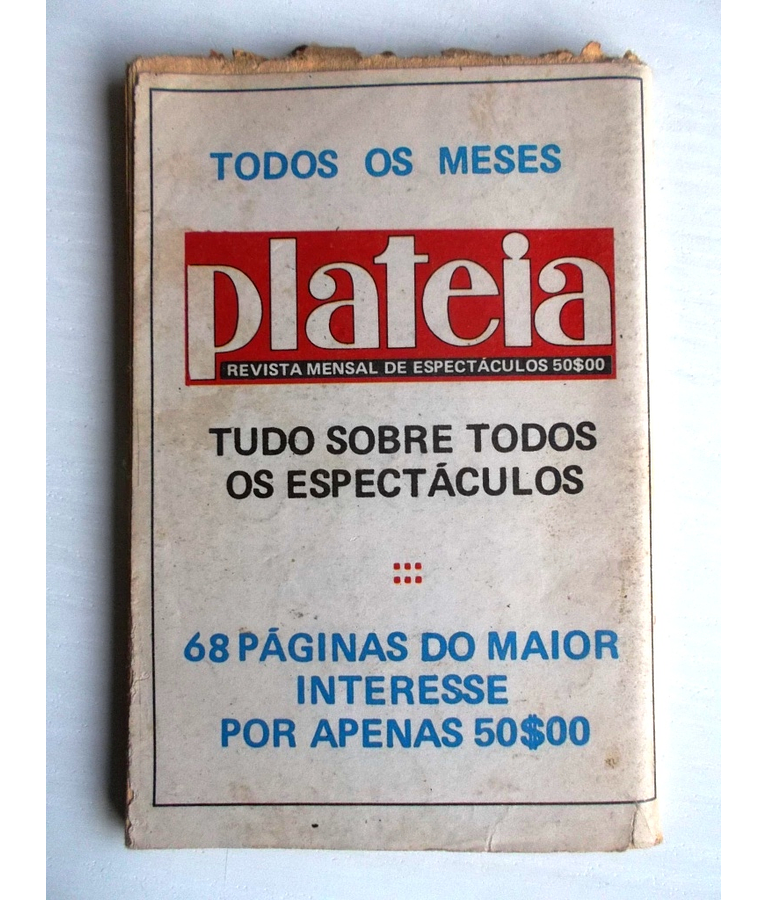 TODOS OS MESES
plateia
REVISTA MENSAL DE ESPECTÁCULOS 50$00
TUDO SOBRE TODOS
OS ESPECTÁCULOS
68 PÁGINAS DO MAIOR
INTERESSE
POR APENAS 50$00